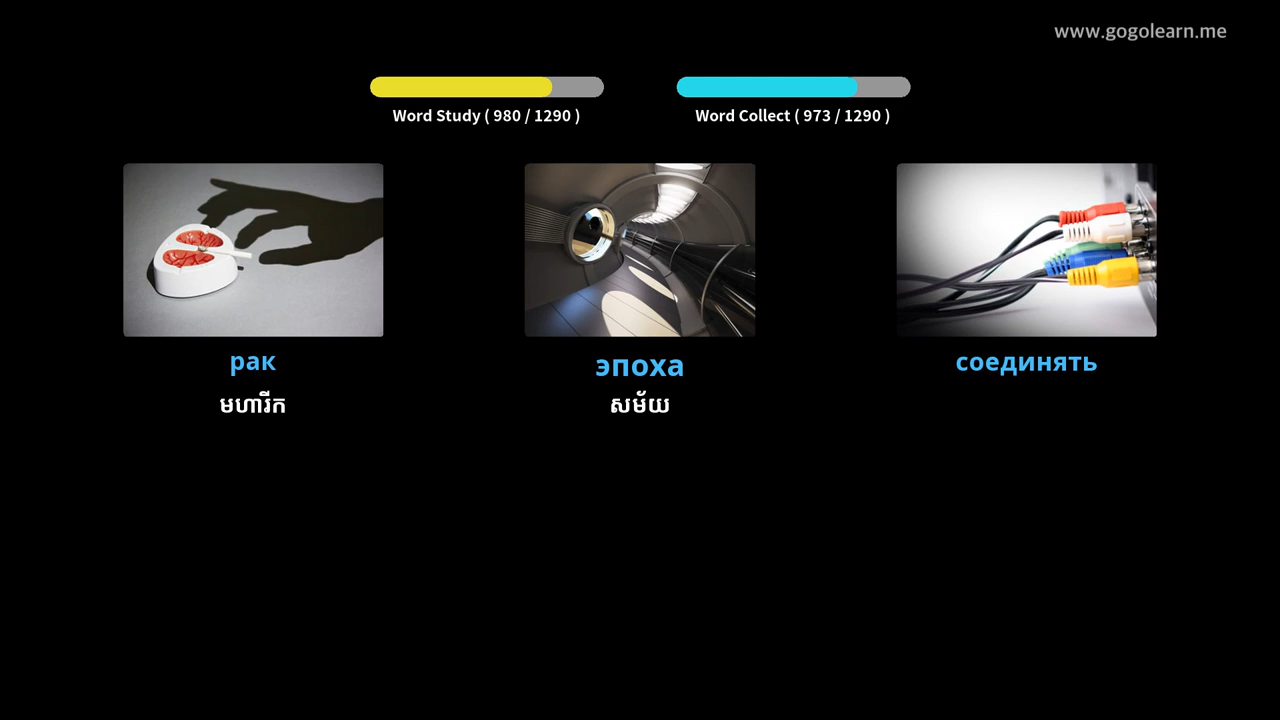 www.gogolearn.me
Word Study ( 980 / 1290 )
Word Collect ( 973 / 1290 )
рак
эпоха
соединять
មហារីក
សម័យ